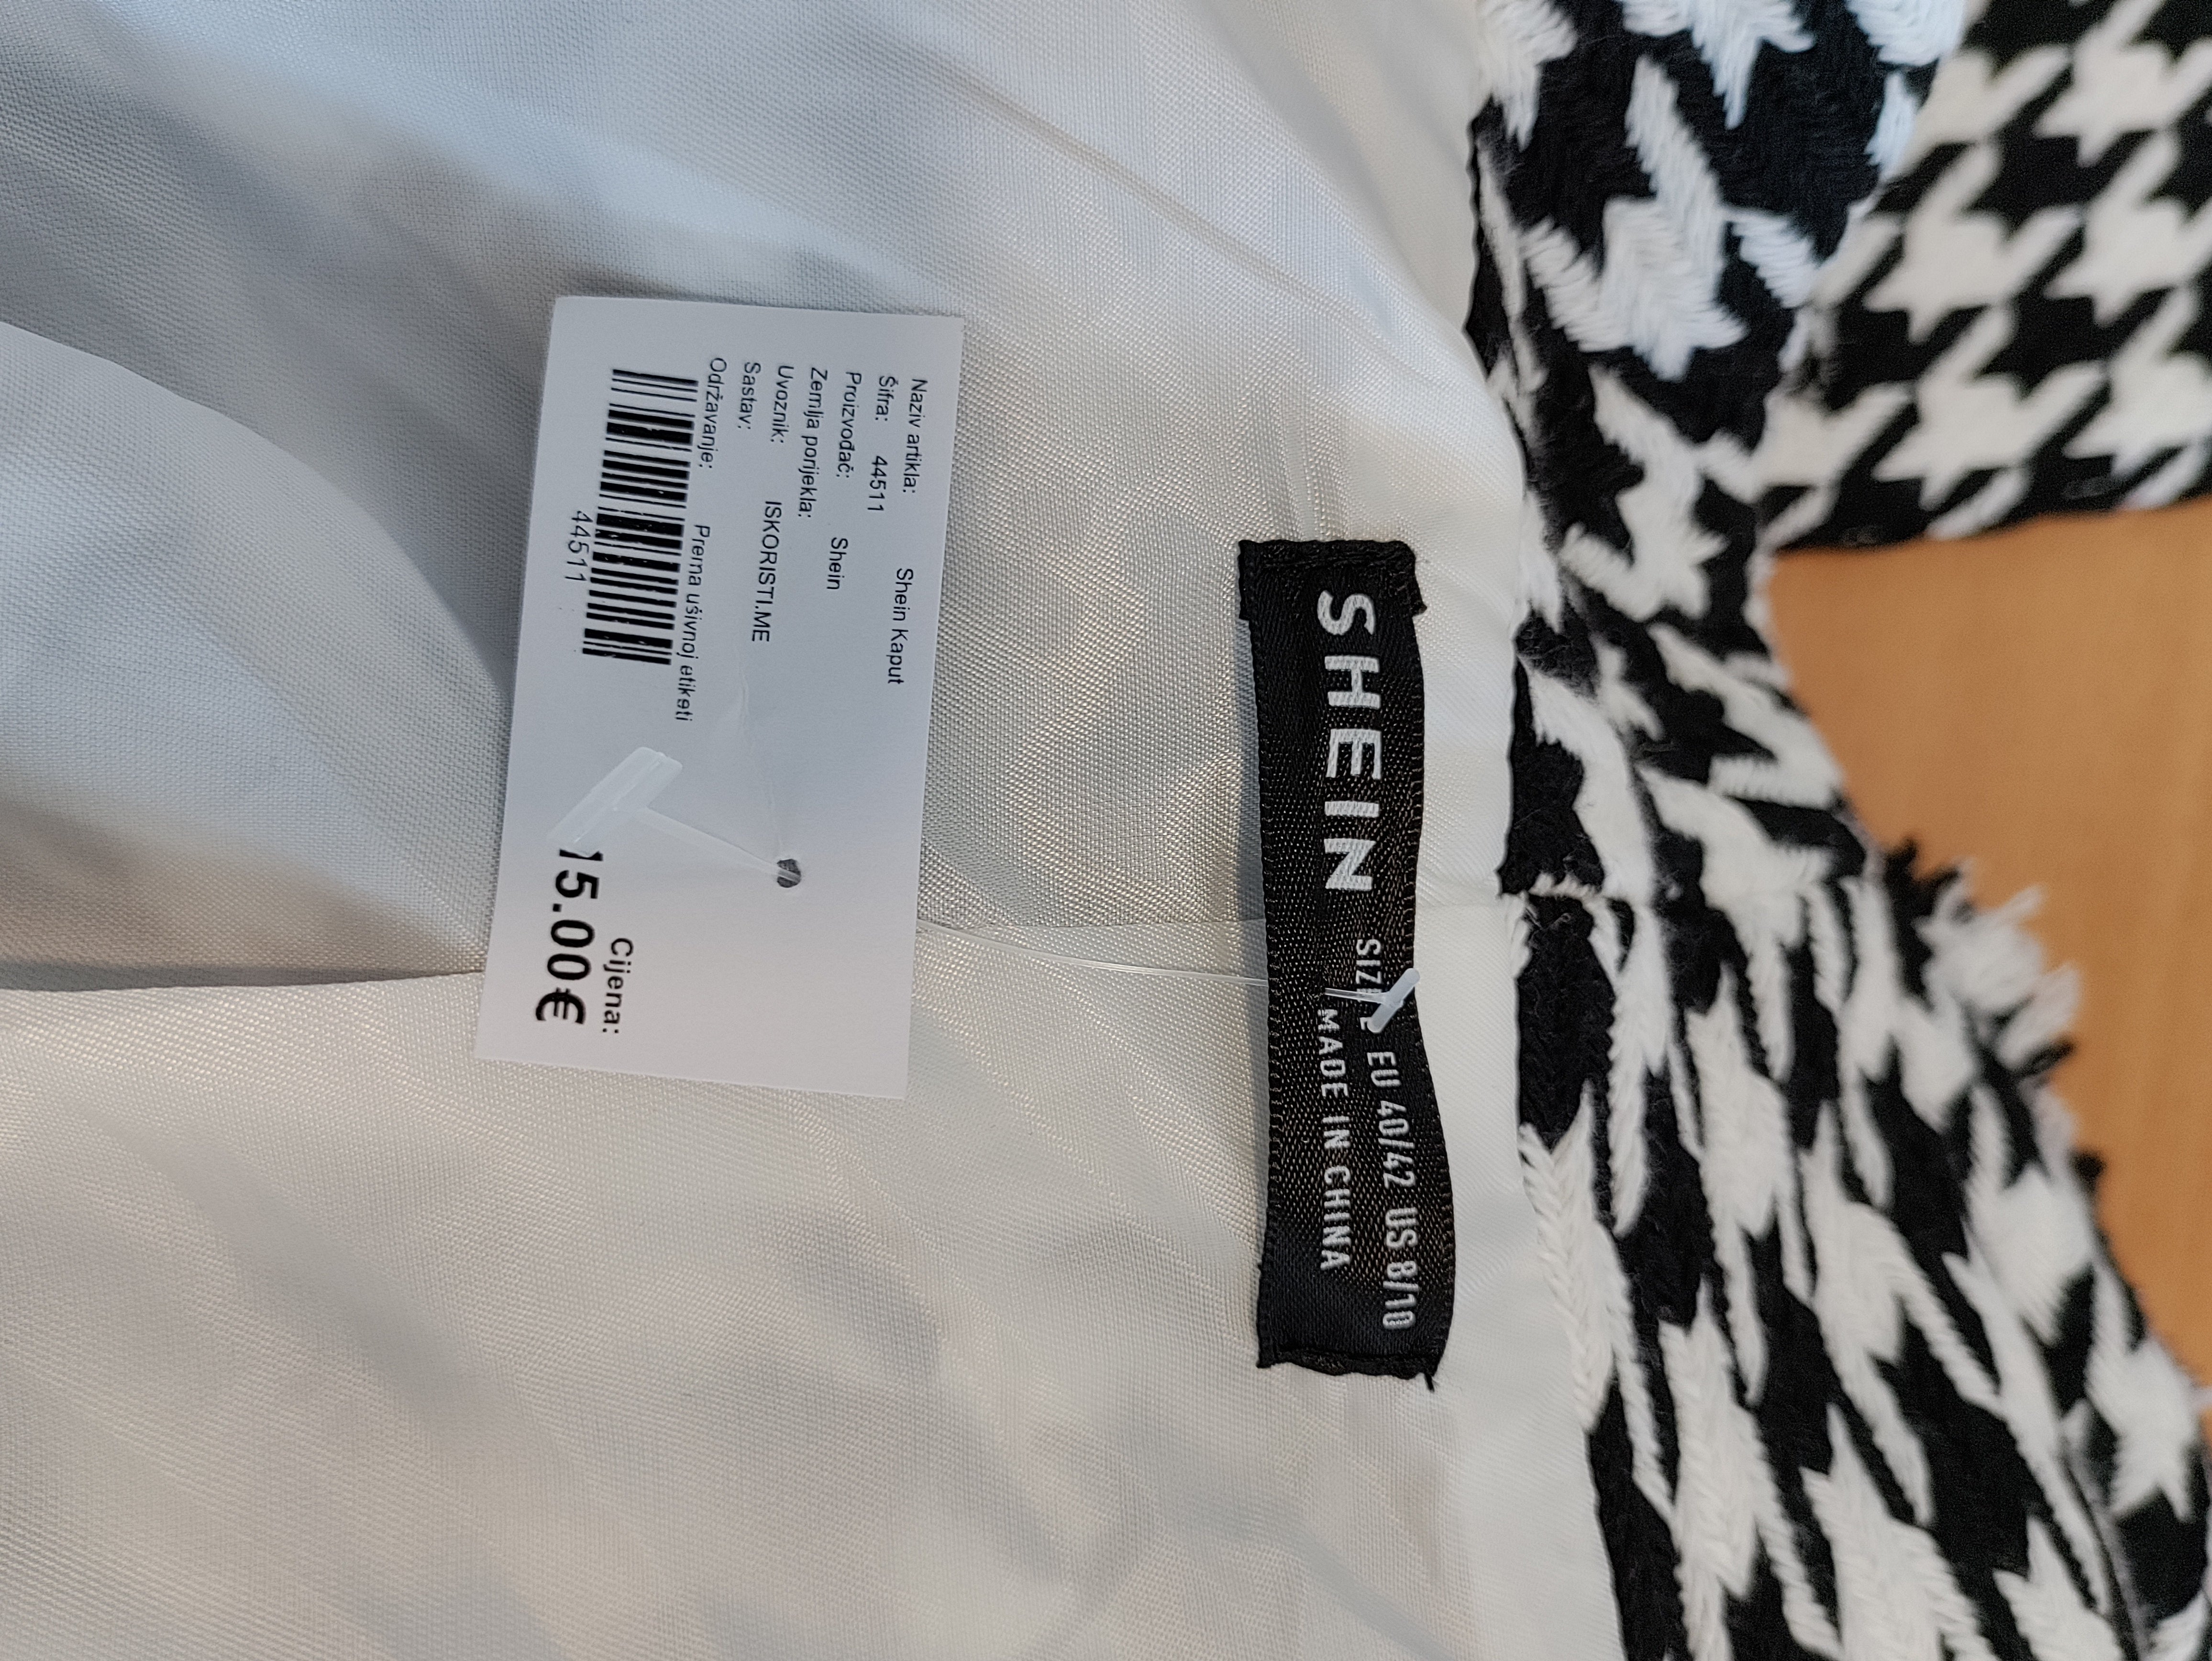 Naziv artikla: Shein Kaput
Šifra: 44511
Proizvođač: Shein
Zemlja porijekla:
Uvoznik: ISKORISTI.ME
Sastav:
Održavanje: Prema ušivnoj etiketi
44511
Cijena:
15.00€
SHEIN
EU 40/42 US 8/10
MADE IN CHINA